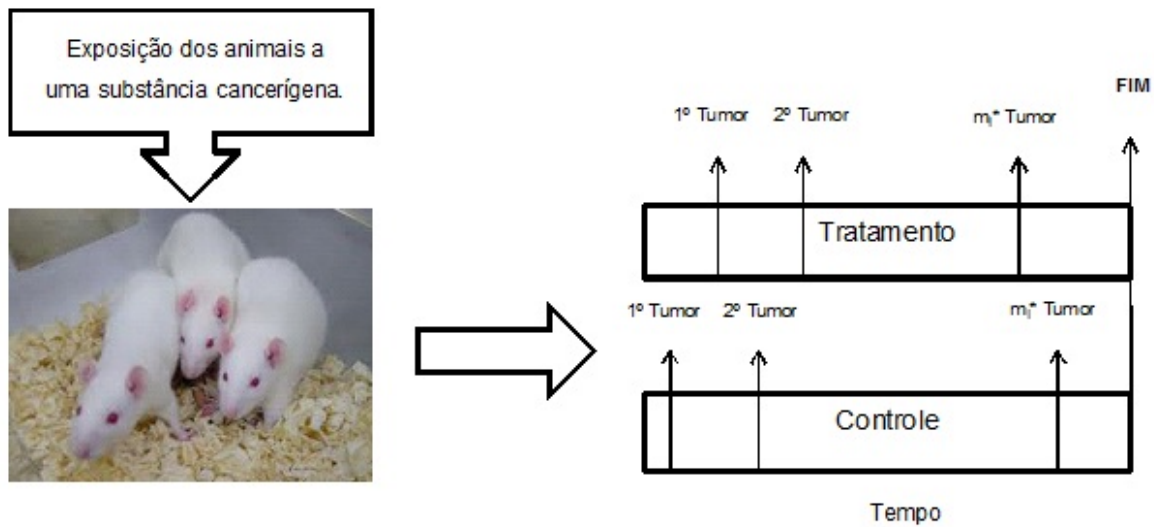 Exposição dos animais a
uma substância cancerígena.
FIM
1º Tumor 2º Tumor mᵢ* Tumor
Tratamento
1º Tumor 2º Tumor mⱼ* Tumor
Controle
Tempo